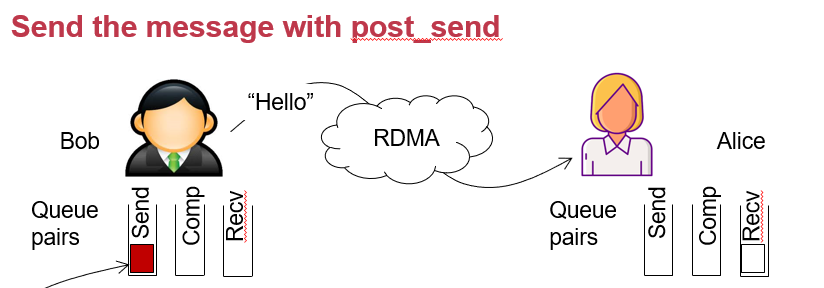 Send the message with post_send
“Hello”
Bob
RDMA
Alice
Queue
pairs
Send
Comp
Recv
Queue
pairs
Send
Comp
Recv